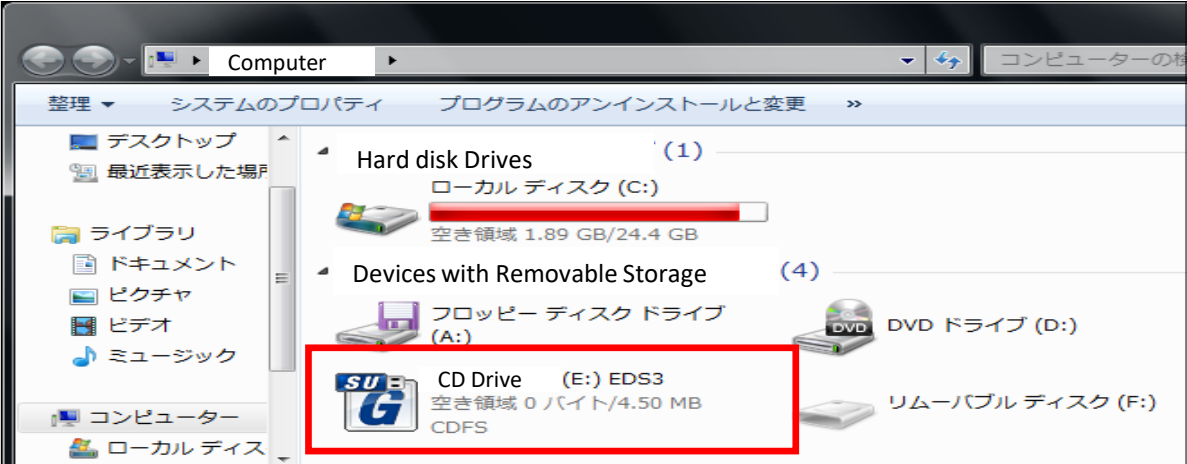 Computer
コンピューターの検
整理 システムのプロパティ プログラムのアンインストールと変更 »
デスクトップ
最近表示した場所
ライブラリ
ドキュメント
ピクチャ
ビデオ
ミュージック
コンピューター
ローカル ディス
Hard disk Drives (1)
ローカル ディスク (C:)
空き領域 1.89 GB/24.4 GB
Devices with Removable Storage (4)
フロッピー ディスク ドライブ
(A:)
DVD
DVD ドライブ (D:)
SUB
G
CD Drive (E:) EDS3
空き領域 0 バイト/4.50 MB
CDFS
リムーバブル ディスク (F:)